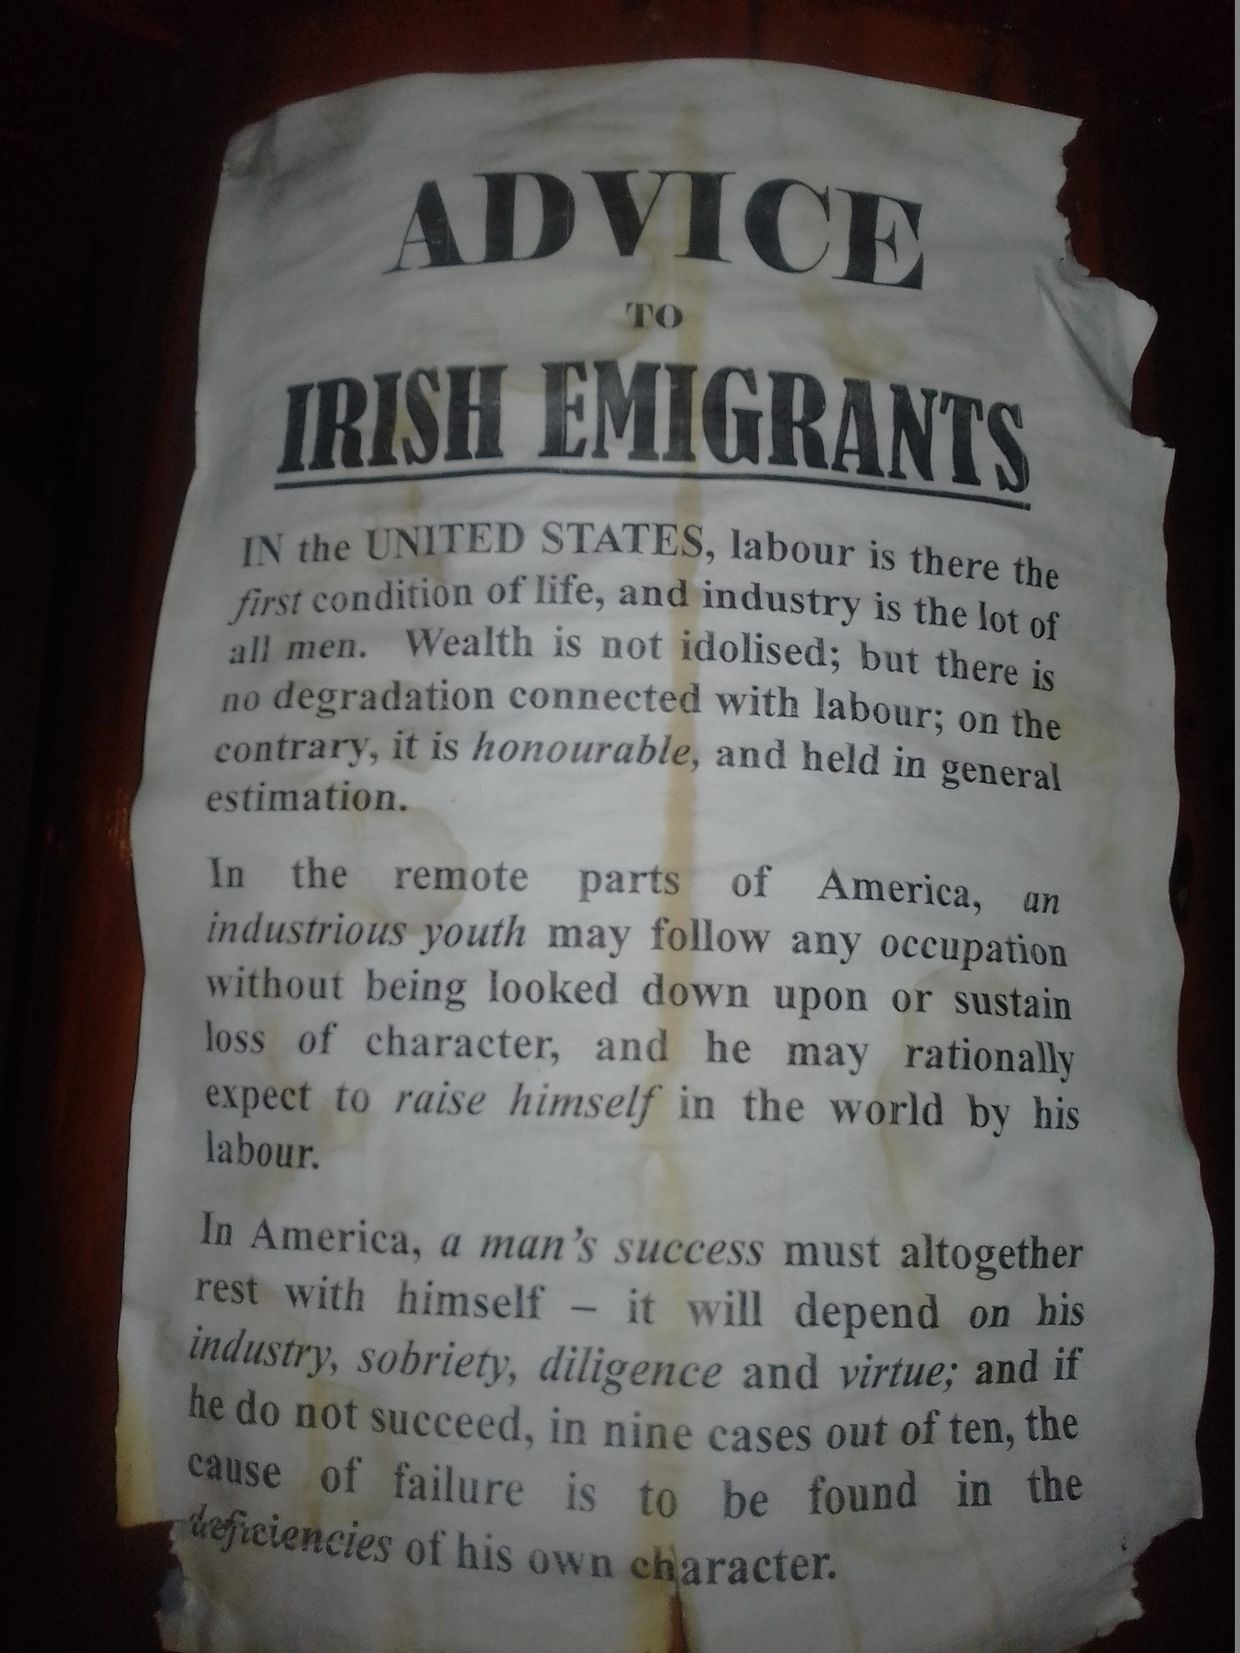 ADVICE
TO
IRISH EMIGRANTS
IN the UNITED STATES, labour is there the
first condition of life, and industry is the lot of
all men. Wealth is not idolised; but there is
no degradation connected with labour; on the
contrary, it is honourable, and held in general
estimation.
In the remote parts of America, an
industrious youth may follow any occupation
without being looked down upon or sustain
loss of character, and he may rationally
expect to raise himself in the world by his
labour.
In America, a man's success must altogether
rest with himself – it will depend on his
industry, sobriety, diligence and virtue; and if
he do not succeed, in nine cases out of ten, the
cause of failure is to be found in the
deficiencies of his own character.